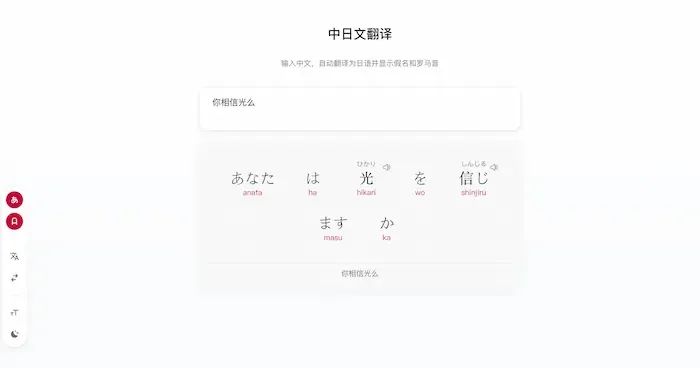 中日文翻译
输入中文，自动翻译为日语并显示假名和罗马音
你相信光么
ひかり しんじる
あなた は 光 を 信じ
anata ha hikari wo shinjiru
ます か
masu ka
你相信光么
あ